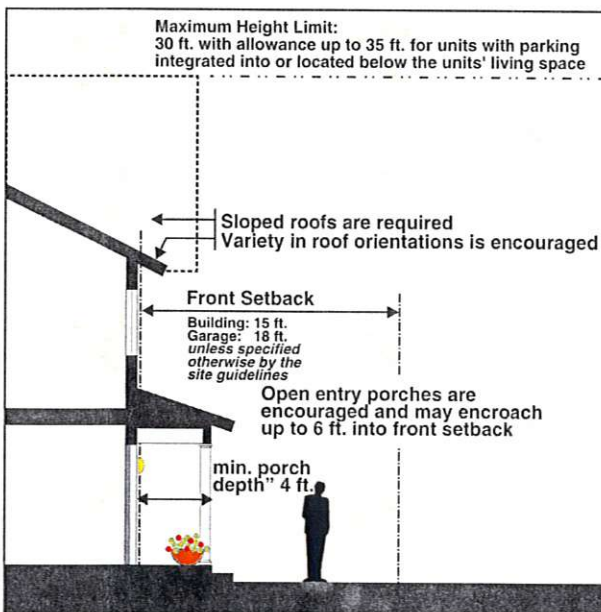 Maximum Height Limit:
30 ft. with allowance up to 35 ft. for units with parking
integrated into or located below the units' living space
Sloped roofs are required
Variety in roof orientations is encouraged
Front Setback
Building: 15 ft.
Garage: 18 ft.
unless specified
otherwise by the
site guidelines
Open entry porches are
encouraged and may encroach
up to 6 ft. into front setback
min. porch
depth" 4 ft.